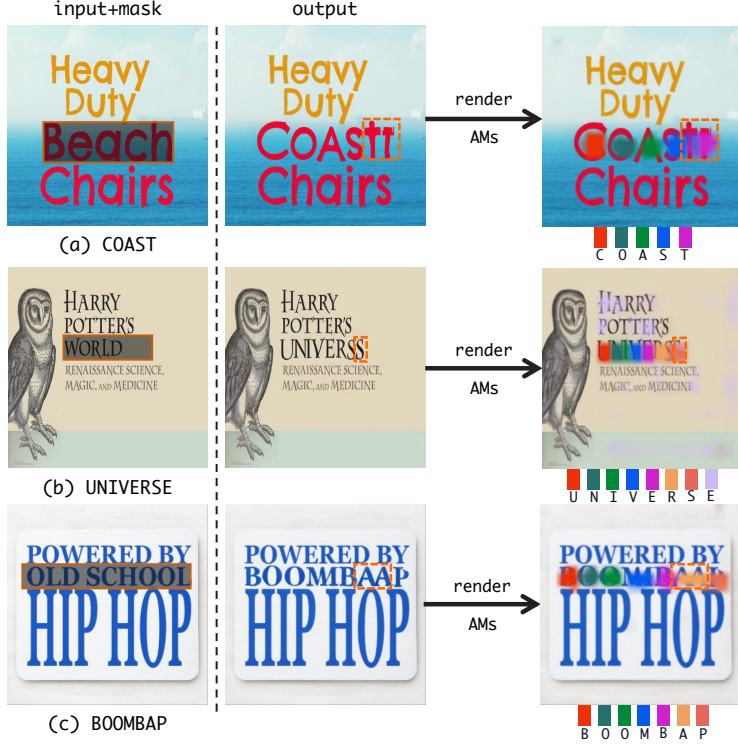 input+mask
output
Heavy
Duty
Beach
Chairs
(a) COAST
Heavy
Duty
COASTT
Chairs
render
AMs
Heavy
Duty
COASTT
Chairs
C O A S T
HARRY
POTTER'S
WORLD
RENAISSANCE SCIENCE,
MAGIC, AND MEDICINE
(b) UNIVERSE
HARRY
POTTER'S
UNIVERSS
RENAISSANCE SCIENCE,
MAGIC, AND MEDICINE
render
AMs
HARRY
POTTER'S
UNIVERSS
RENAISSANCE SCIENCE,
MAGIC, AND MEDICINE
U N I V E R S E
POWERED BY
OLD SCHOOL
HIP HOP
(c) BOOMBAP
POWERED BY
BOOMBAAP
HIP HOP
render
AMs
POWERED BY
BOOMBAAP
HIP HOP
B O O M B A P